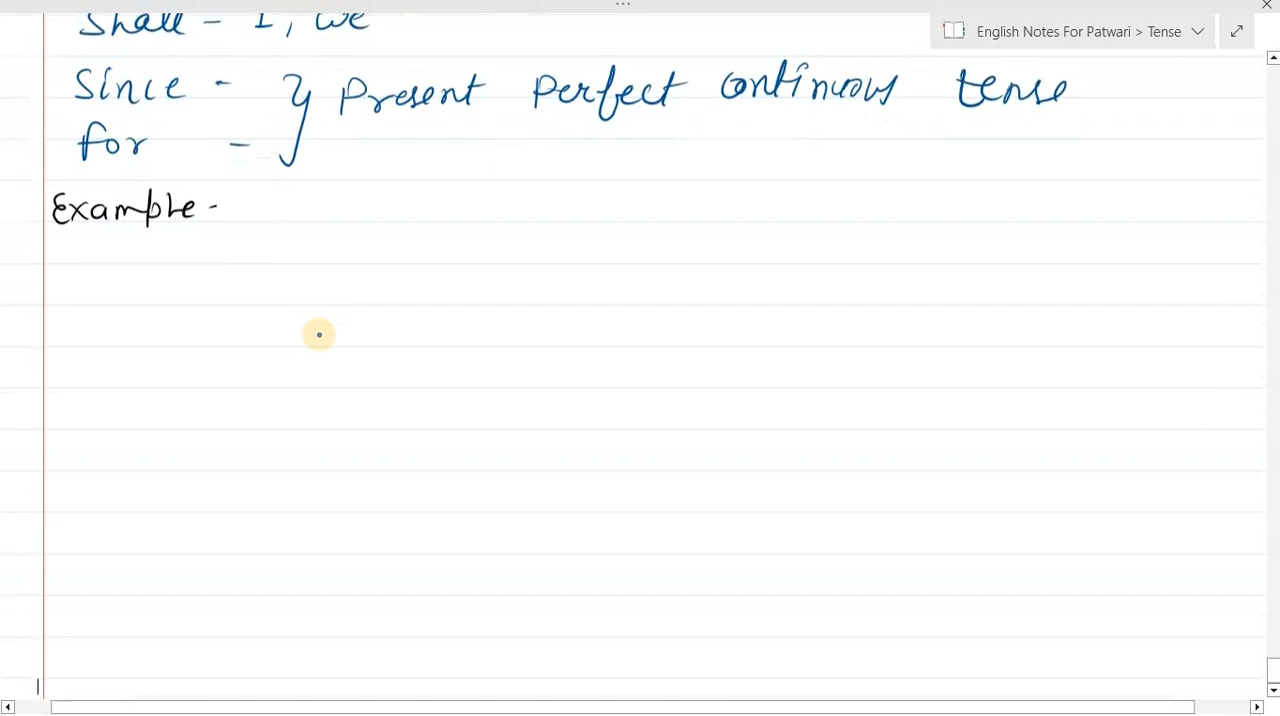 Shall - I, We
English Notes For Patwari > Tense
Since - } Present Perfect continuous tense
for -
Example -